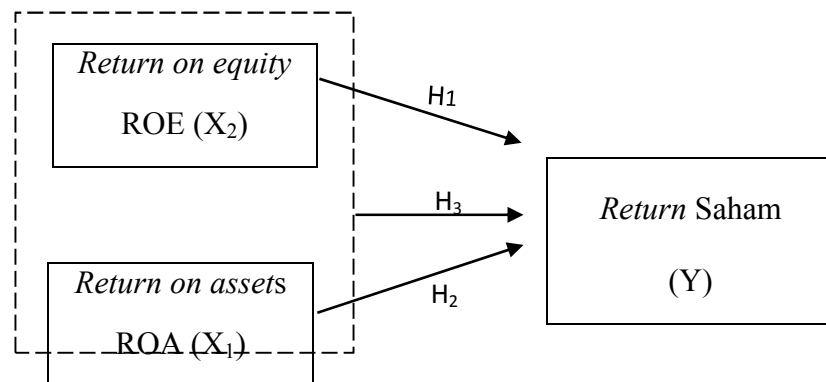 Return on equity
ROE (X₂)
H1
Return Saham
(Y)
H₃
Return on assets
ROA (X₁)
H₂